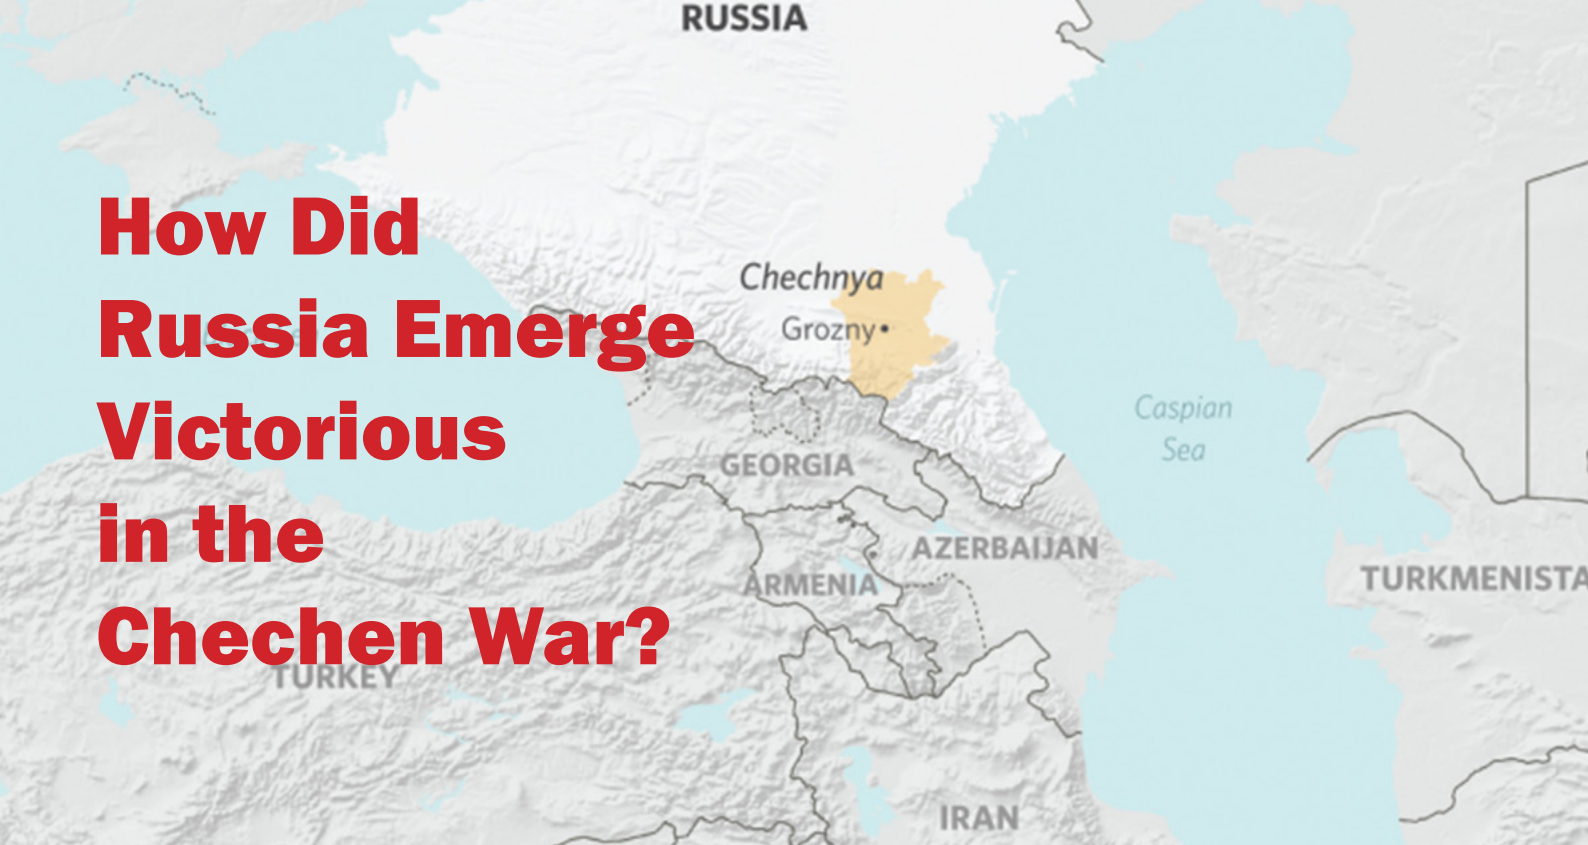 RUSSIA
How Did
Russia Emerge
Victorious
in the
Chechen War?
Chechnya
Grozny
Caspian
Sea
GEORGIA
AZERBAIJAN
ARMENIA
TURKMENISTA
TURKEY
IRAN